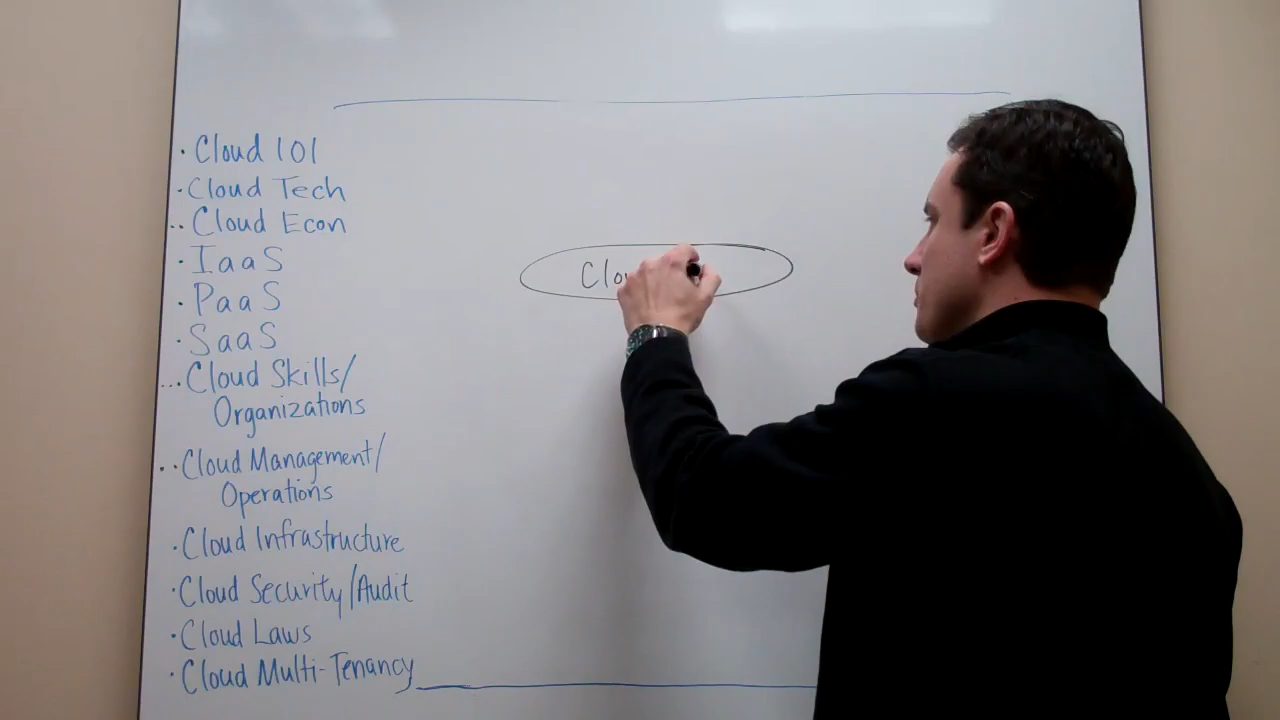 · Cloud 101
· Cloud Tech
·· Cloud Econ
· IaaS
· PaaS
· SaaS
... Cloud Skills/
Organizations
·· Cloud Management/
Operations
· Cloud Infrastructure
· Cloud Security/Audit
· Cloud Laws
· Cloud Multi-Tenancy
Clo